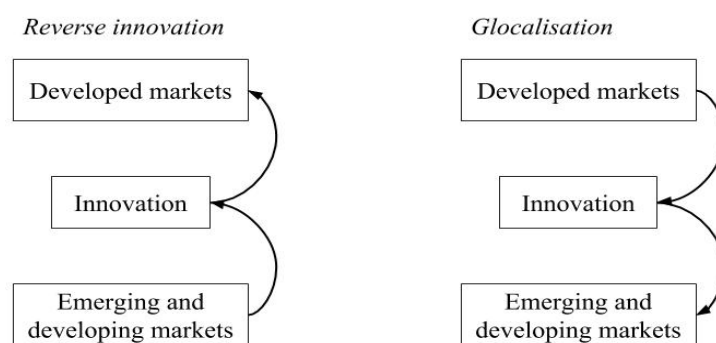 Reverse innovation
Developed markets
Innovation
Emerging and
developing markets
Glocalisation
Developed markets
Innovation
Emerging and
developing markets